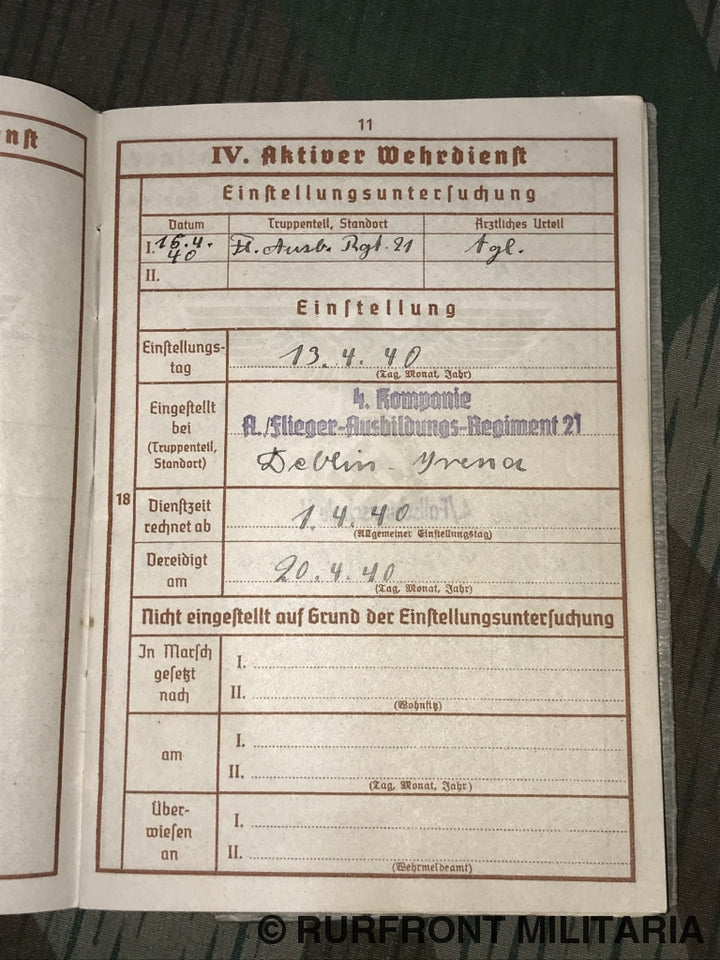 nst
11
IV. Aktiver Wehrdienst
Einstellungsuntersuchung
Datum Truppenteil, Standort Ärztliches Urteil
I. 16.4.40 Fl. Ausb. Rgt. 21 tgl.
II.
Einstellung
Einstellungs-
tag
13. 4. 40
(Tag, Monat, Jahr)
Eingestellt
bei
(Truppenteil,
Standort)
4. Kompanie
A./Flieger-Ausbildungs-Regiment 21
Deblin - Irena
18
Dienstzeit
rechnet ab
1. 4. 40
(Allgemeiner Einstellungstag)
Vereidigt
am
20. 4. 40
(Tag, Monat, Jahr)
Nicht eingestellt auf Grund der Einstellungsuntersuchung
In Marsch
gesetzt
nach
I.
II.
(Wohnsitz)
am
I.
II.
(Tag, Monat, Jahr)
Über-
wiesen
an
I.
II.
(Wehrmeldeamt)
© RURFRONT MILITARIA